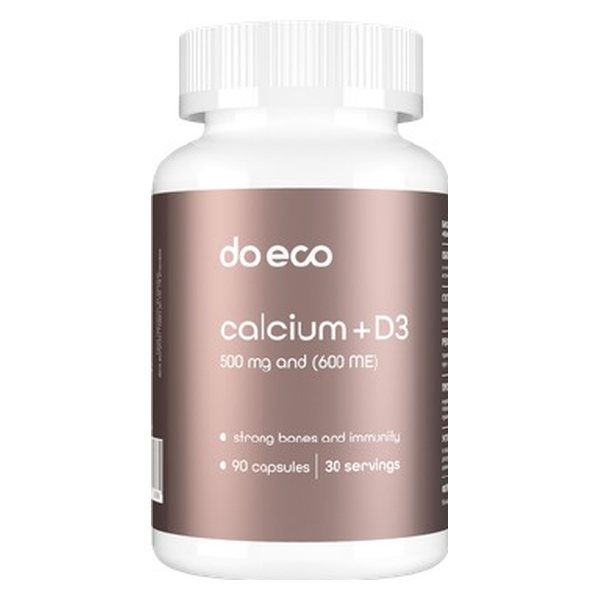 do eco
calcium + D3
500 mg and (600 ME)
strong bones and immunity
90 capsules | 30 servings